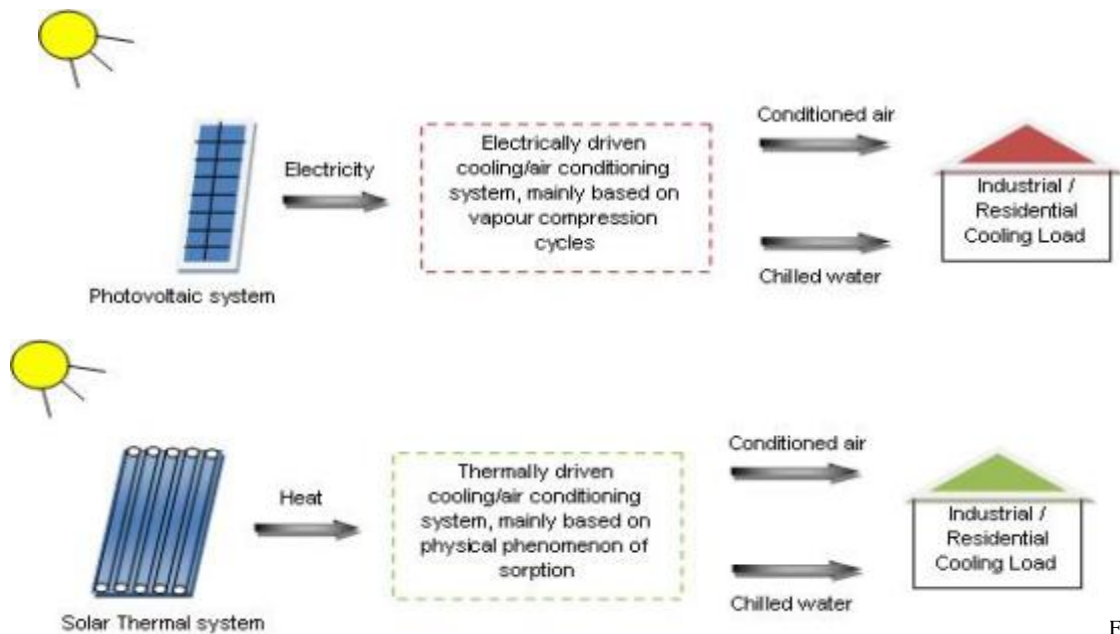 Conditioned air
Electricity
Electrically driven
cooling/air conditioning
system, mainly based on
vapour compression
cycles
Industrial /
Residential
Cooling Load
Chilled water
Photovoltaic system
Conditioned air
Heat
Thermally driven
cooling/air conditioning
system, mainly based on
physical phenomenon of
sorption
Industrial /
Residential
Cooling Load
Chilled water
Solar Thermal system
F